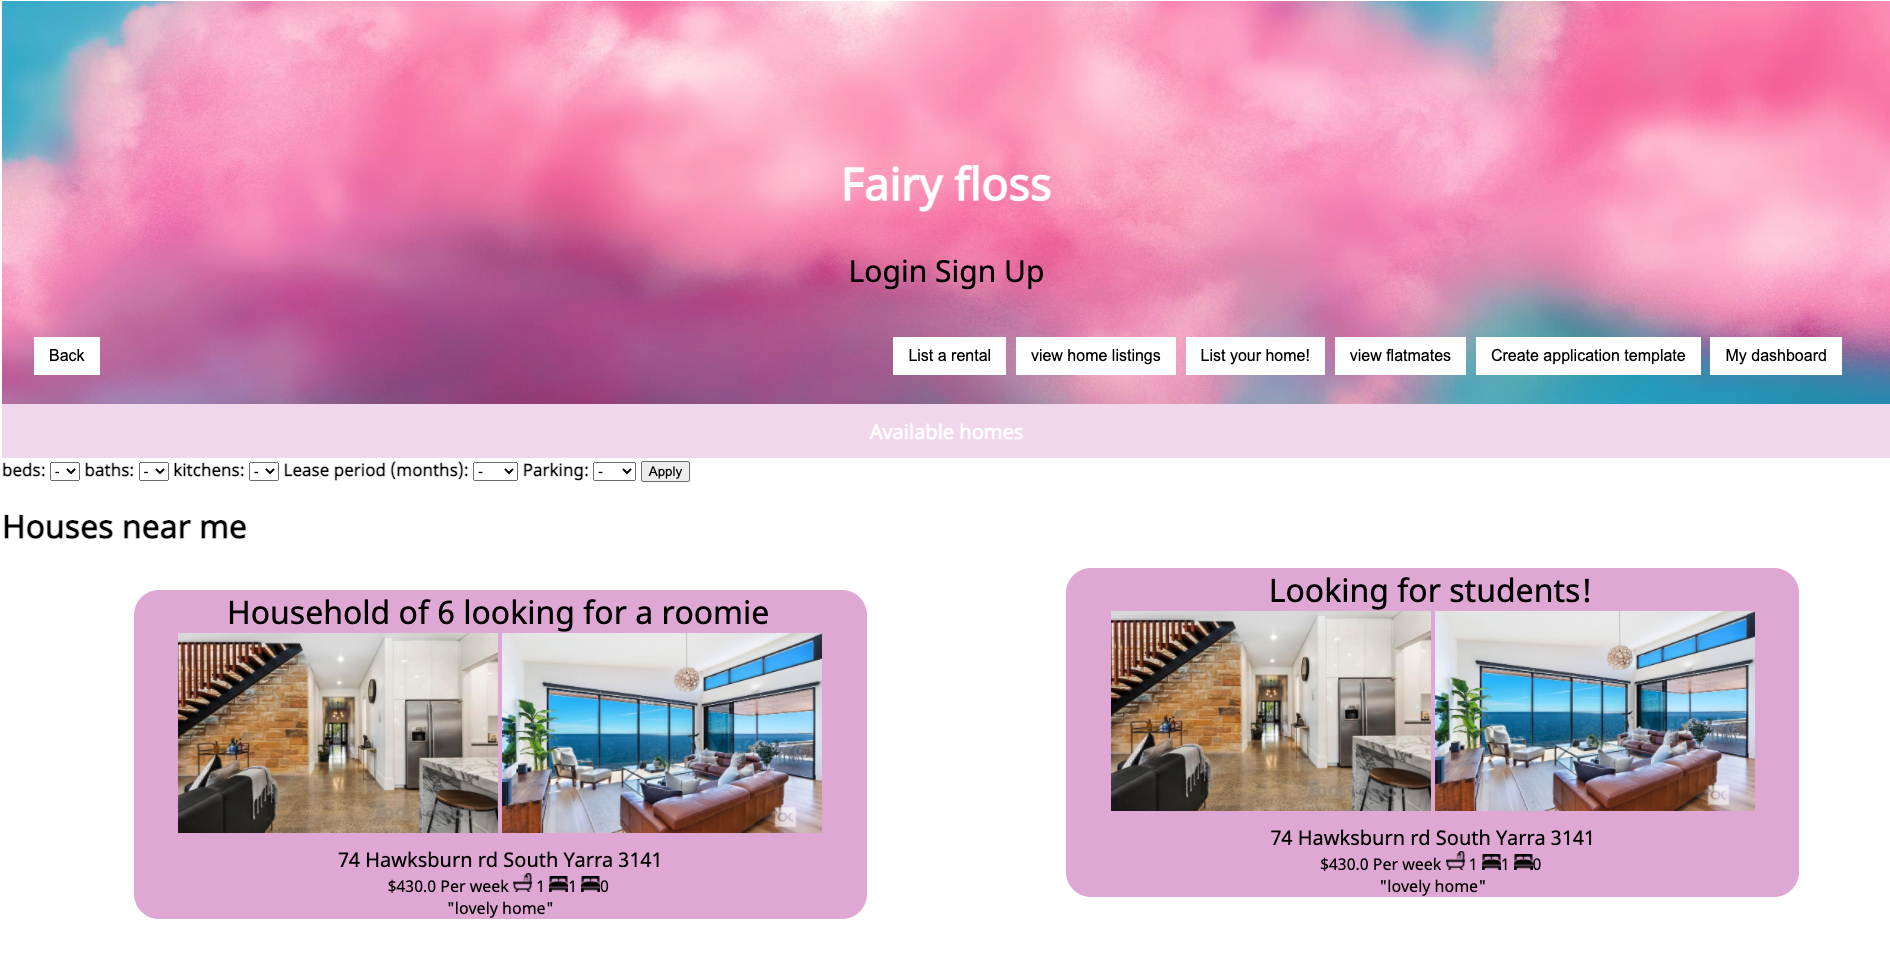 Fairy floss
Login Sign Up
Back List a rental view home listings List your home! view flatmates Create application template My dashboard
Available homes
beds: - baths: - kitchens: - Lease period (months): - Parking: - Apply
Houses near me
Household of 6 looking for a roomie
74 Hawksburn rd South Yarra 3141
$430.0 Per week 1 1 0
"lovely home"
Looking for students!
74 Hawksburn rd South Yarra 3141
$430.0 Per week 1 1 0
"lovely home"